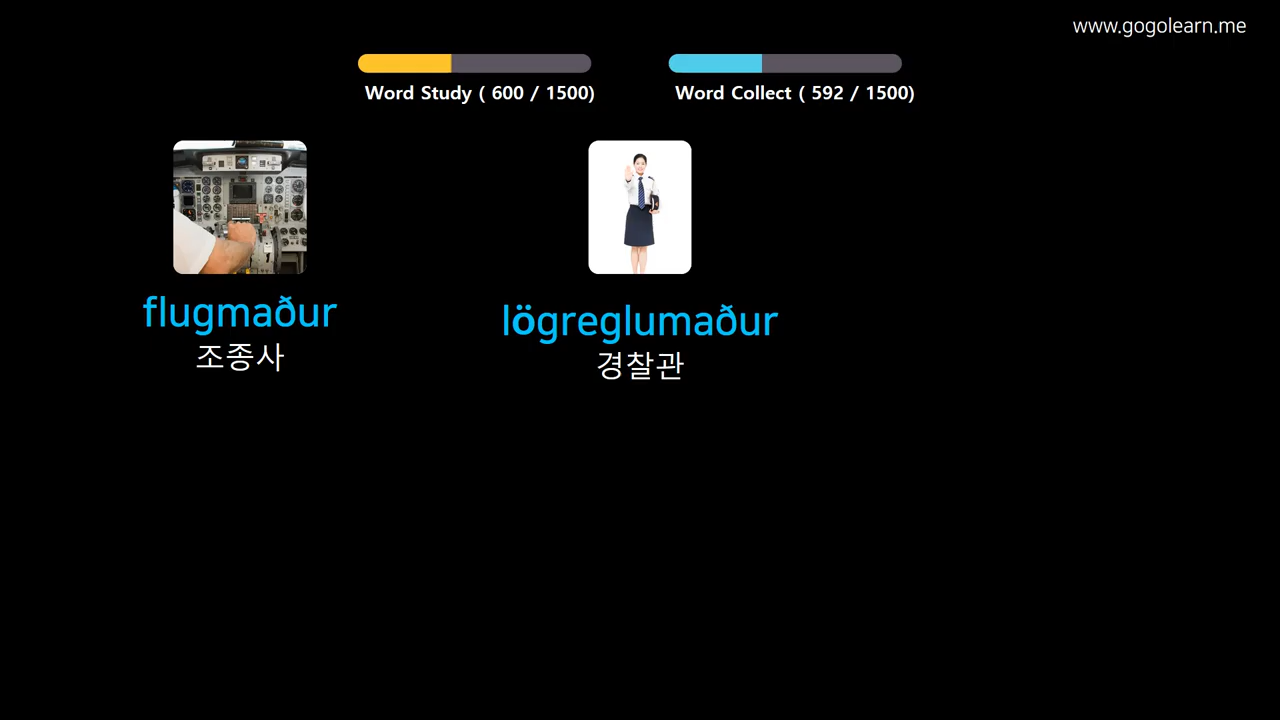 www.gogolearn.me
Word Study ( 600 / 1500)
Word Collect ( 592 / 1500)
flugmaður
조종사
lögreglumaður
경찰관